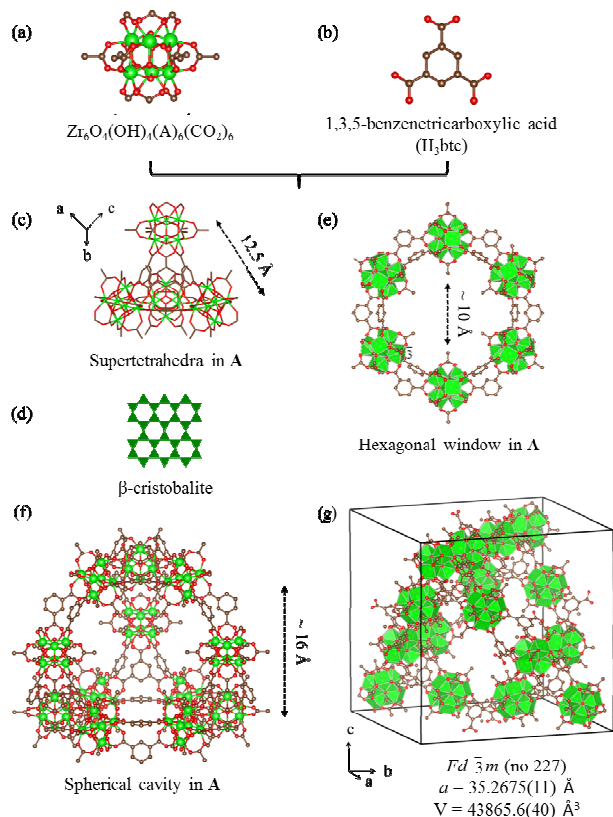 (a)
Zr₆O₄(OH)₄(A)₆(CO₂)₆
(b)
1,3,5-benzenetricarboxylic acid
(H₃btc)
(c)
a
c
b
12.5 Å
Supertetrahedra in A
(e)
~ 10 Å
Hexagonal window in A
(d)
β-cristobalite
(f)
~ 16 Å
Spherical cavity in A
(g)
c
b
a
Fd 3̅m (no 227)
a = 35.2675(11) Å
V = 43865.6(40) Å³